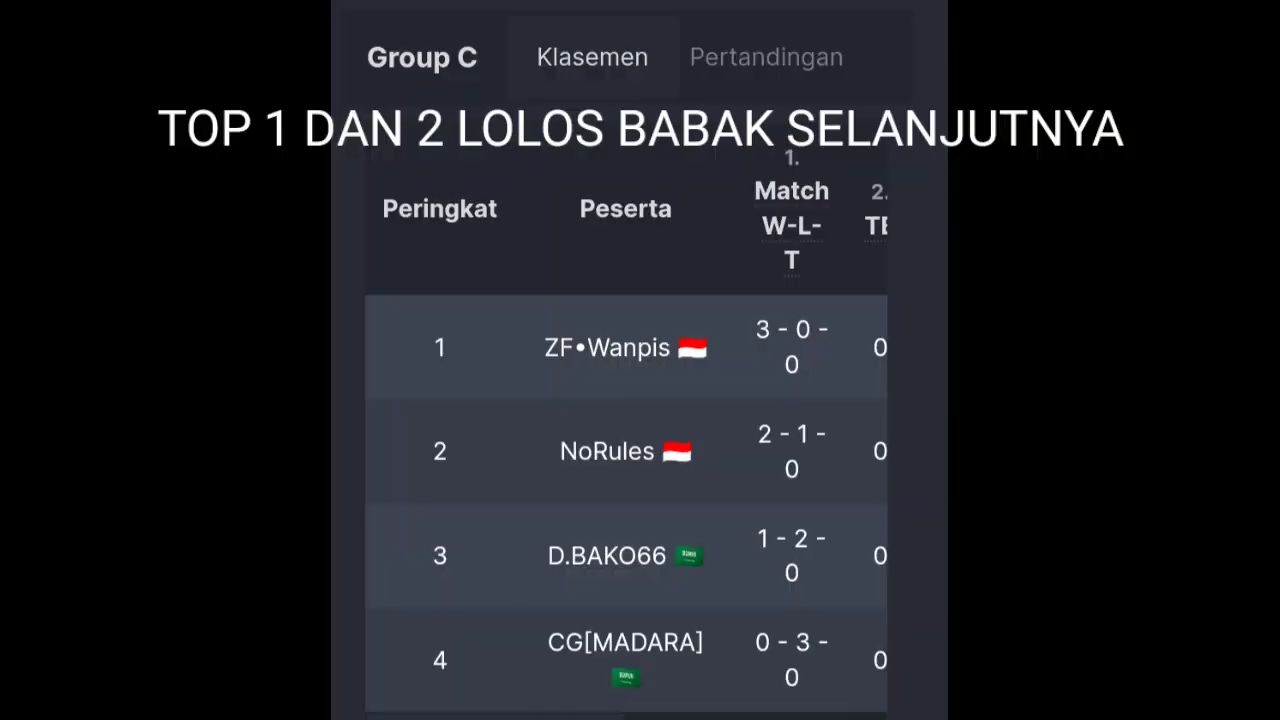 Group C Klasemen Pertandingan
TOP 1 DAN 2 LOLOS BABAK SELANJUTNYA
Peringkat Peserta 1. Match W-L-T 2.
1 ZF•Wanpis 3 - 0 - 0 0
2 NoRules 2 - 1 - 0 0
3 D.BAKO66 1 - 2 - 0 0
4 CG[MADARA] 0 - 3 - 0 0